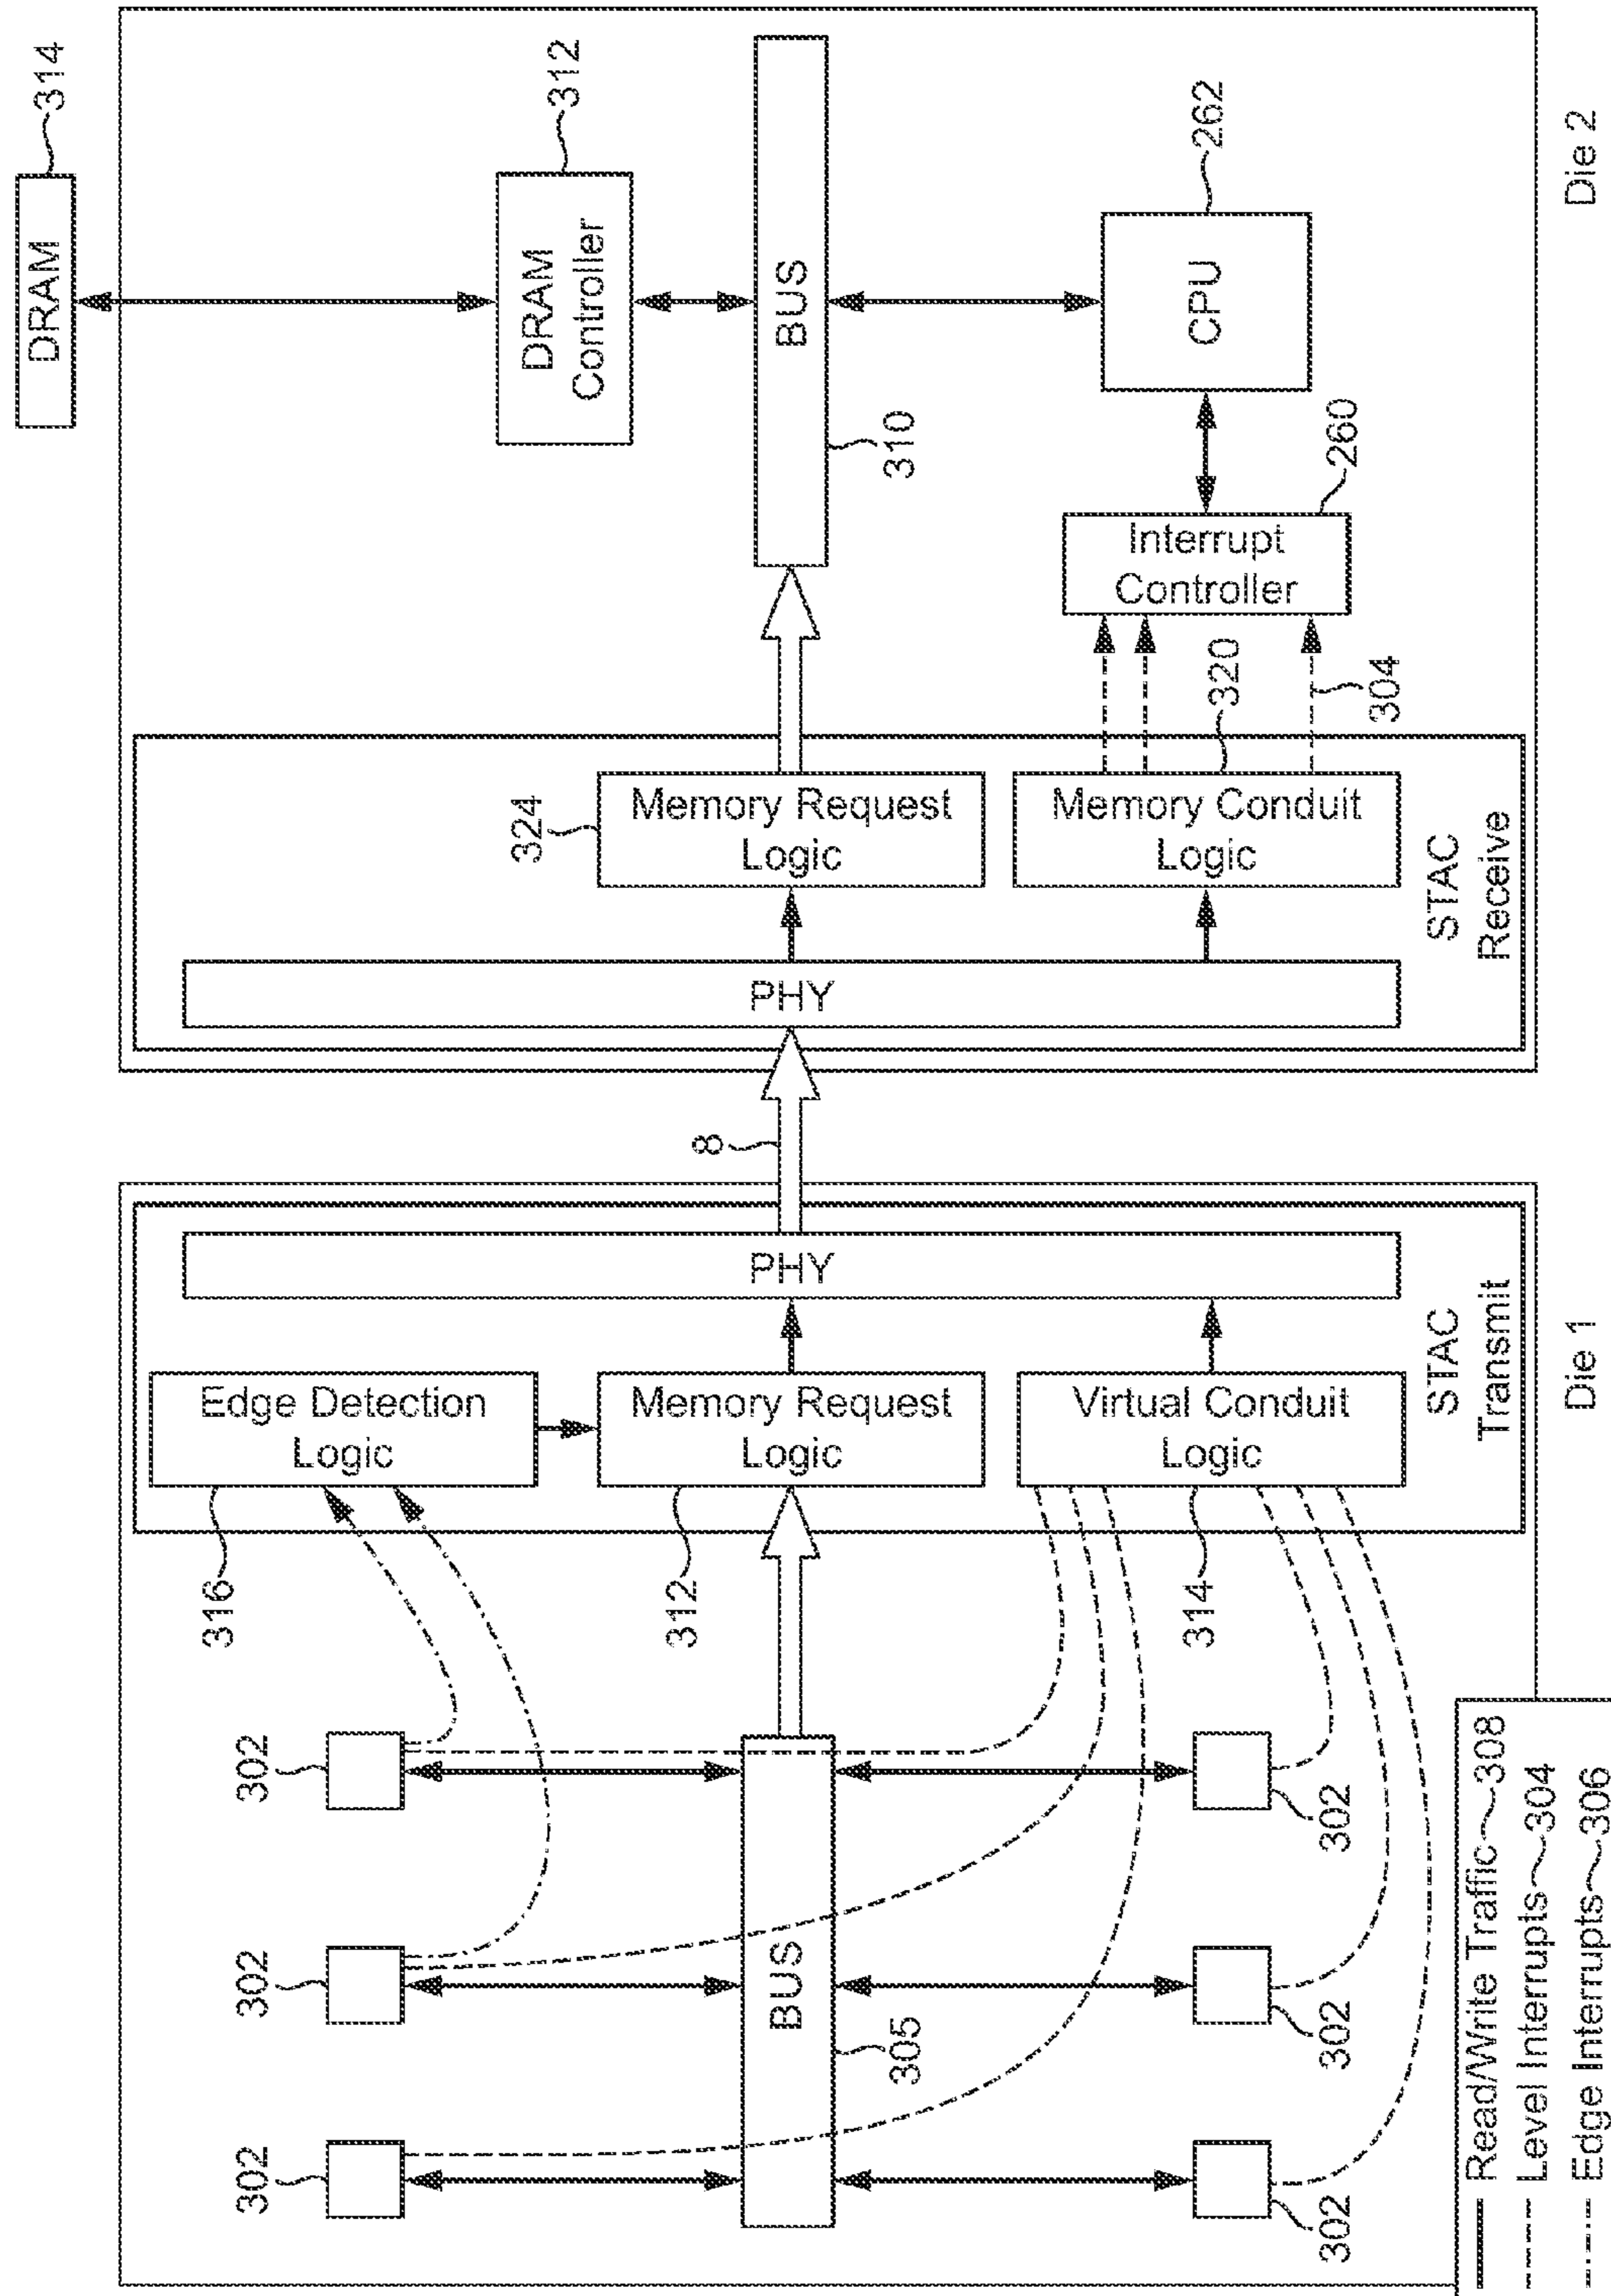 302
302
302
316
Edge Detection
Logic
312
Memory Request
Logic
BUS
305
314
Virtual Conduit
Logic
302
302
302
PHY
STAC
Transmit
Die 1
8
PHY
324
Memory Request
Logic
320
Memory Conduit
Logic
304
STAC
Receive
DRAM
314
DRAM
Controller
312
BUS
310
Interrupt
Controller
260
CPU
262
Die 2
Read/Write Traffic 308
Level Interrupts 304
Edge Interrupts 306